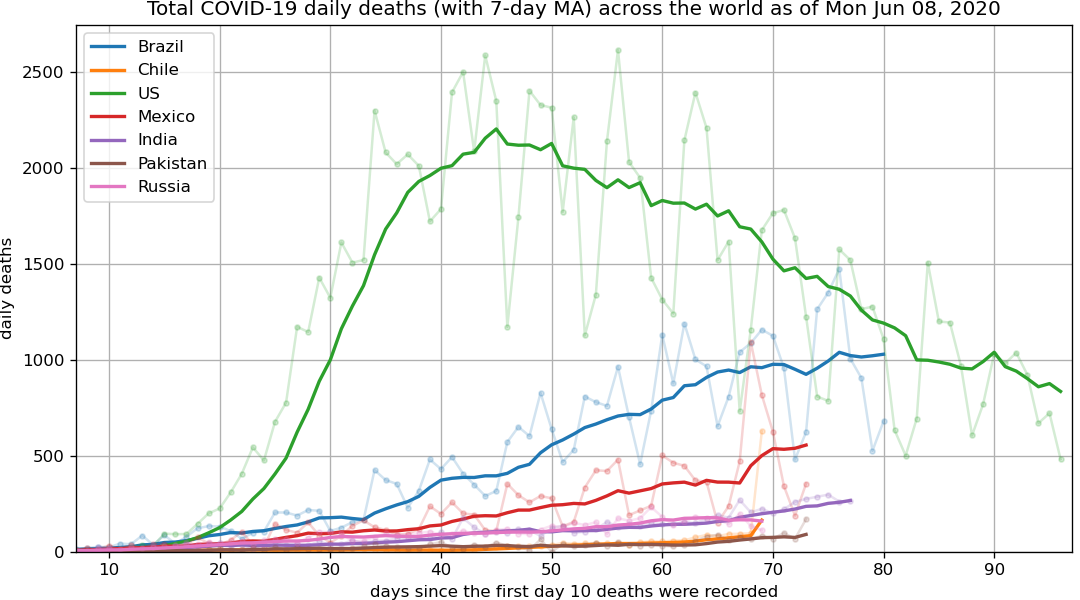 Total COVID-19 daily deaths (with 7-day MA) across the world as of Mon Jun 08, 2020
Brazil
Chile
US
Mexico
India
Pakistan
Russia
2500
2000
1500
1000
500
0
daily deaths
10 20 30 40 50 60 70 80 90
days since the first day 10 deaths were recorded